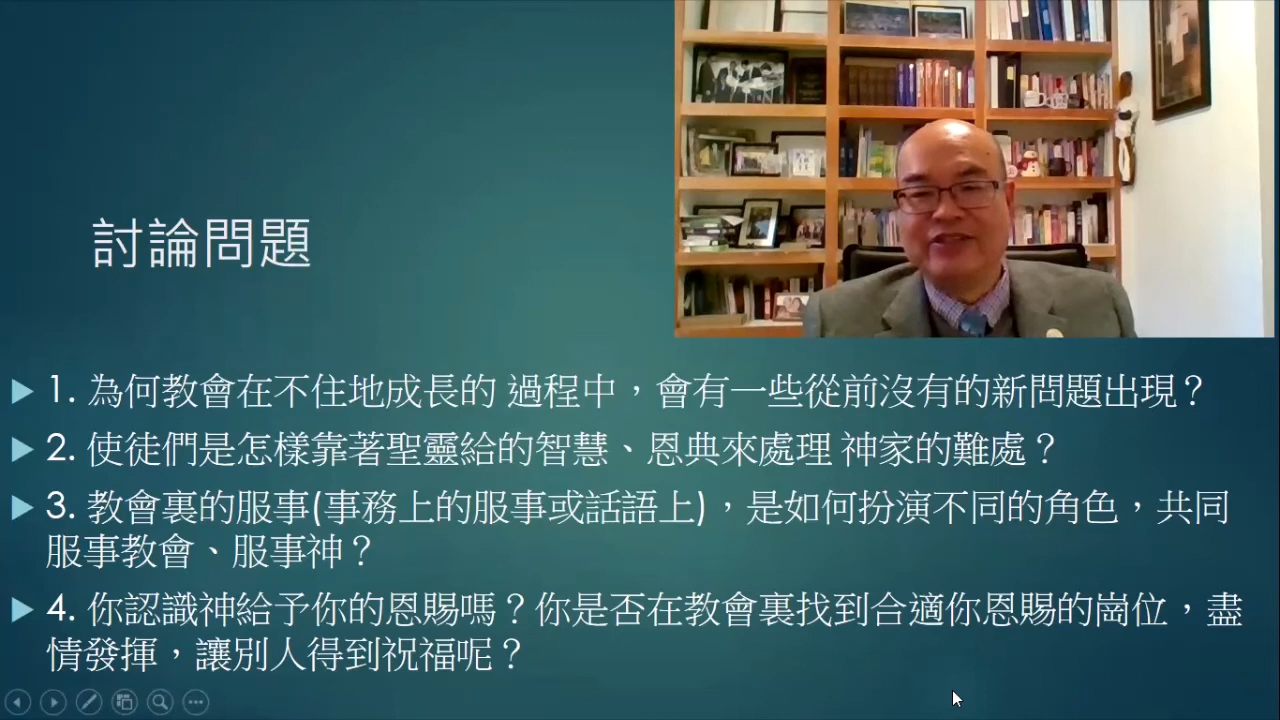 討論問題
1. 為何教會在不住地成長的 過程中，會有一些從前沒有的新問題出現？
2. 使徒們是怎樣靠著聖靈給的智慧、恩典來處理 神家的難處？
3. 教會裏的服事(事務上的服事或話語上)，是如何扮演不同的角色，共同
服事教會、服事神？
4. 你認識神給予你的恩賜嗎？你是否在教會裏找到合適你恩賜的崗位，盡
情發揮，讓別人得到祝福呢？